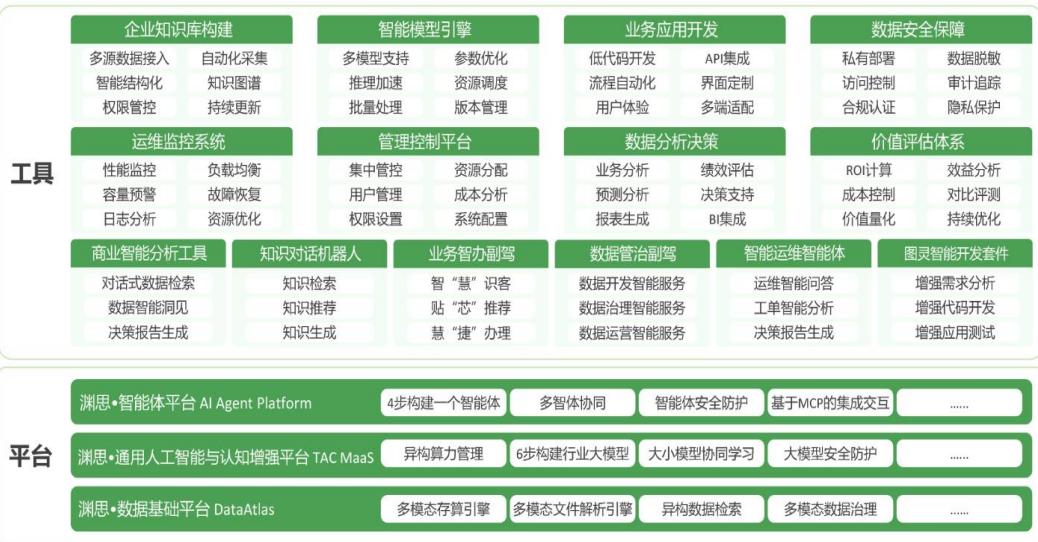 工具
企业知识库构建 智能模型引擎 业务应用开发 数据安全保障
多源数据接入 自动化采集 多模型支持 参数优化 低代码开发 API集成 私有部署 数据脱敏
智能结构化 知识图谱 推理加速 资源调度 流程自动化 界面定制 访问控制 审计追踪
权限管控 持续更新 批量处理 版本管理 用户体验 多端适配 合规认证 隐私保护
运维监控系统 管理控制平台 数据分析决策 价值评估体系
性能监控 负载均衡 集中管控 资源分配 业务分析 绩效评估 ROI计算 效益分析
容量预警 故障恢复 用户管理 成本分析 预测分析 决策支持 成本控制 对比评测
日志分析 资源优化 权限设置 系统配置 报表生成 BI集成 价值量化 持续优化
商业智能分析工具 知识对话机器人 业务智办副驾 数据管治副驾 智能运维智能体 图灵智能开发套件
对话式数据检索 知识检索 智“慧”识客 数据开发智能服务 运维智能问答 增强需求分析
数据智能洞见 知识推荐 贴“芯”推荐 数据治理智能服务 工单智能分析 增强代码开发
决策报告生成 知识生成 慧“捷”办理 数据运营智能服务 决策报告生成 增强应用测试
平台
渊思•智能体平台 AI Agent Platform 4步构建一个智能体 多智体协同 智能体安全防护 基于MCP的集成交互 ......
渊思•通用人工智能与认知增强平台 TAC MaaS 异构算力管理 6步构建行业大模型 大小模型协同学习 大模型安全防护 ......
渊思•数据基础平台 DataAtlas 多模态存算引擎 多模态文件解析引擎 异构数据检索 多模态数据治理 ......